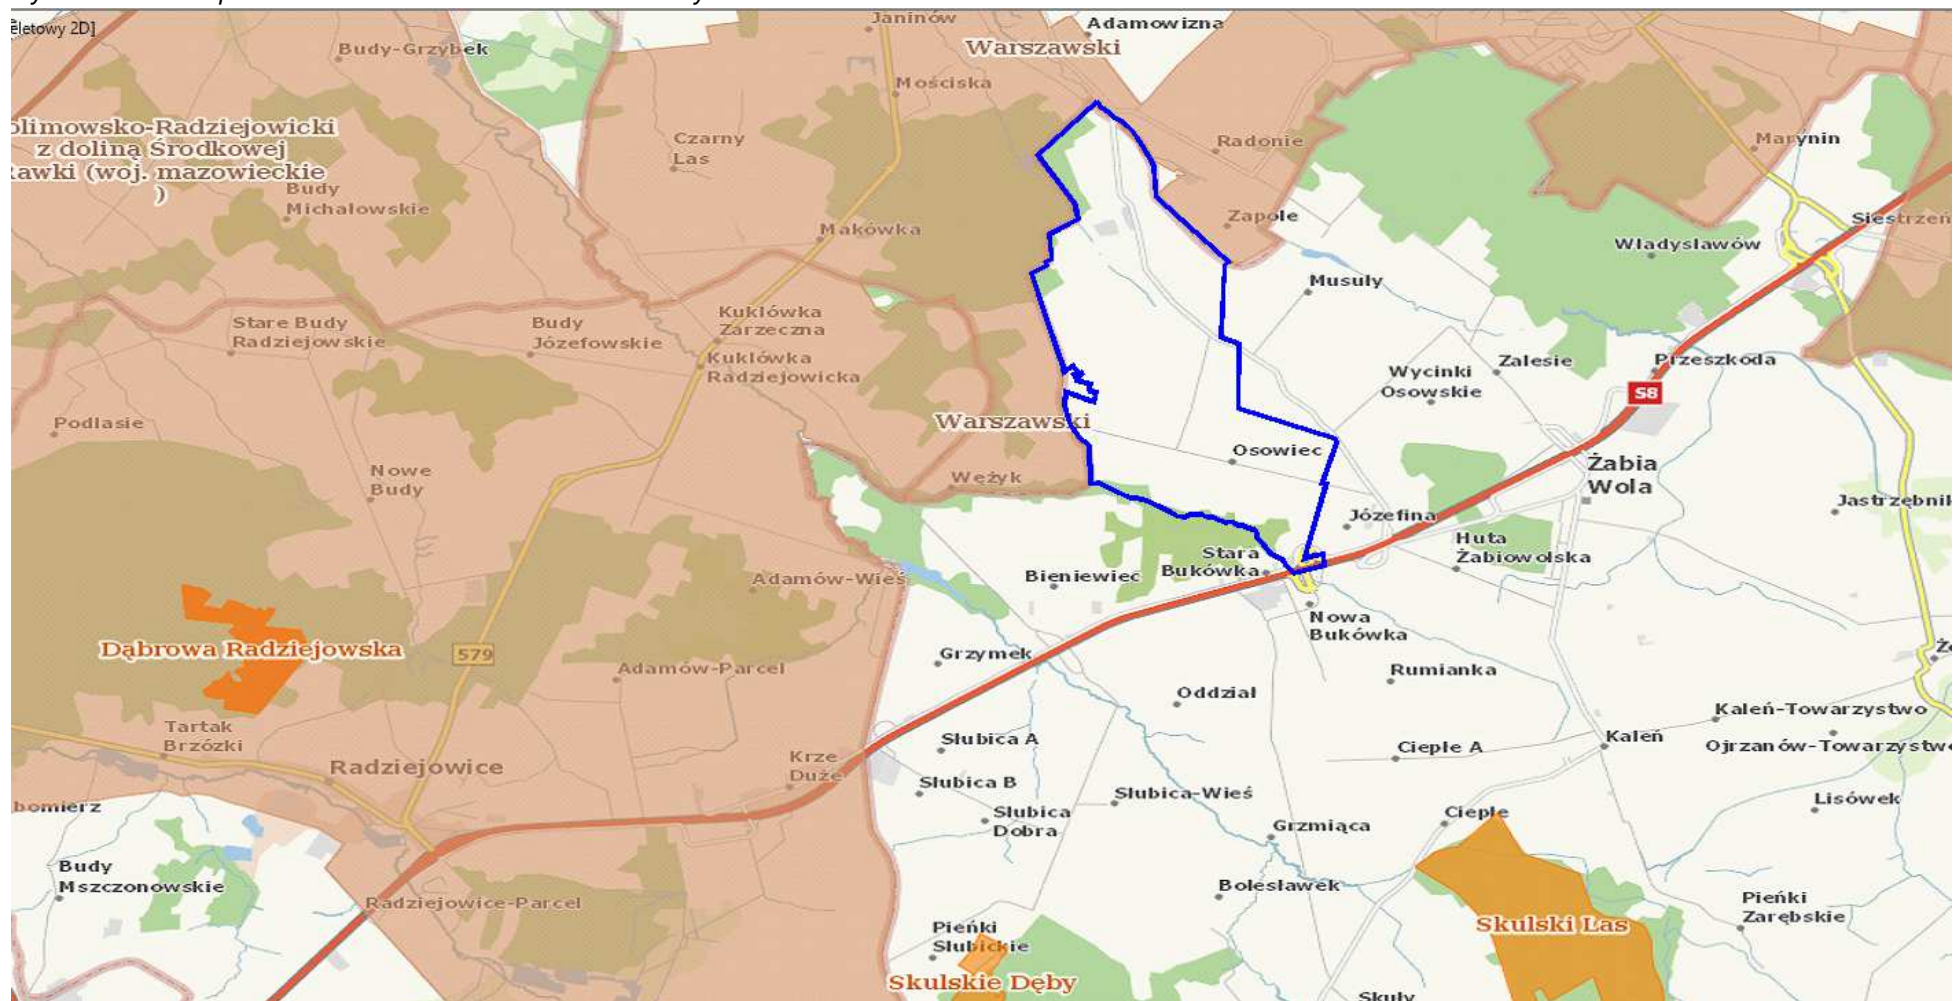 eletowy 2D]
Janinów
Adamowizna
Warszawski
Budy-Grzybek
Mościska
Czarny
Las
Radonie
Marynin
olimowsko-Radziejowicki
z doliną Środkowej
Rawki (woj. mazowieckie
)
Budy
Michałowskie
Makówka
Zapole
Siestrzeń
Władysławów
Musuły
Stare Budy
Radziejowskie
Budy
Józefowskie
Kuklówka
Zarzeczna
Kuklówka
Radziejowicka
Zalesie
Przeszkoda
Wycinki
Osowskie
S8
Podlasie
Warszawski
Osowiec
Nowe
Budy
Wężyk
Żabia
Wola
Jastrzębnik
Józefina
Stara
Bukówka
Huta
Żabiowolska
Adamów-Wieś
Bieniewiec
Nowa
Bukówka
Dąbrowa Radziejowska
579
Grzymek
Adamów-Parcel
Rumianka
Oddział
Kaleń-Towarzystwo
Tartak
Brzózki
Słubica A
Ciepłe A
Kaleń
Ojrzanów-Towarzystwo
Radziejowice
Krze
Duże
Słubica B
Słubica-Wieś
Lisówek
bomierz
Słubica
Dobra
Ciepłe
Grzmiąca
Budy
Mszczonowskie
Bolesławek
Radziejowice-Parcel
Pieńki
Zarębskie
Pieńki
Słubickie
Skulski Las
Skulskie Dęby
Skuły